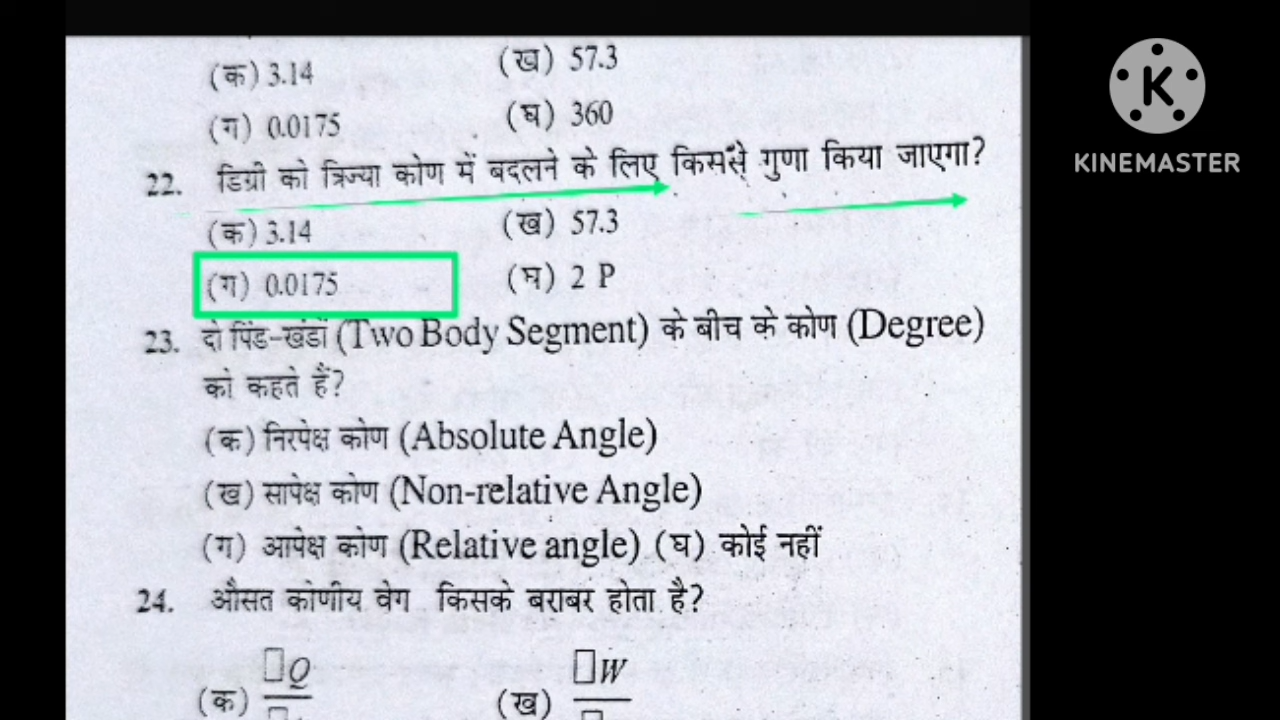 (क) 3.14 (ख) 57.3
(ग) 0.0175 (घ) 360
22. डिग्री को त्रिज्या कोण में बदलने के लिए किससे गुणा किया जाएगा?
(क) 3.14 (ख) 57.3
(ग) 0.0175 (घ) 2 P
23. दो पिंड-खंडों (Two Body Segment) के बीच के कोण (Degree)
को कहते हैं?
(क) निरपेक्ष कोण (Absolute Angle)
(ख) सापेक्ष कोण (Non-relative Angle)
(ग) आपेक्ष कोण (Relative angle) (घ) कोई नहीं
24. औसत कोणीय वेग किसके बराबर होता है?
(क) □Q (ख) □W
K
KINEMASTER